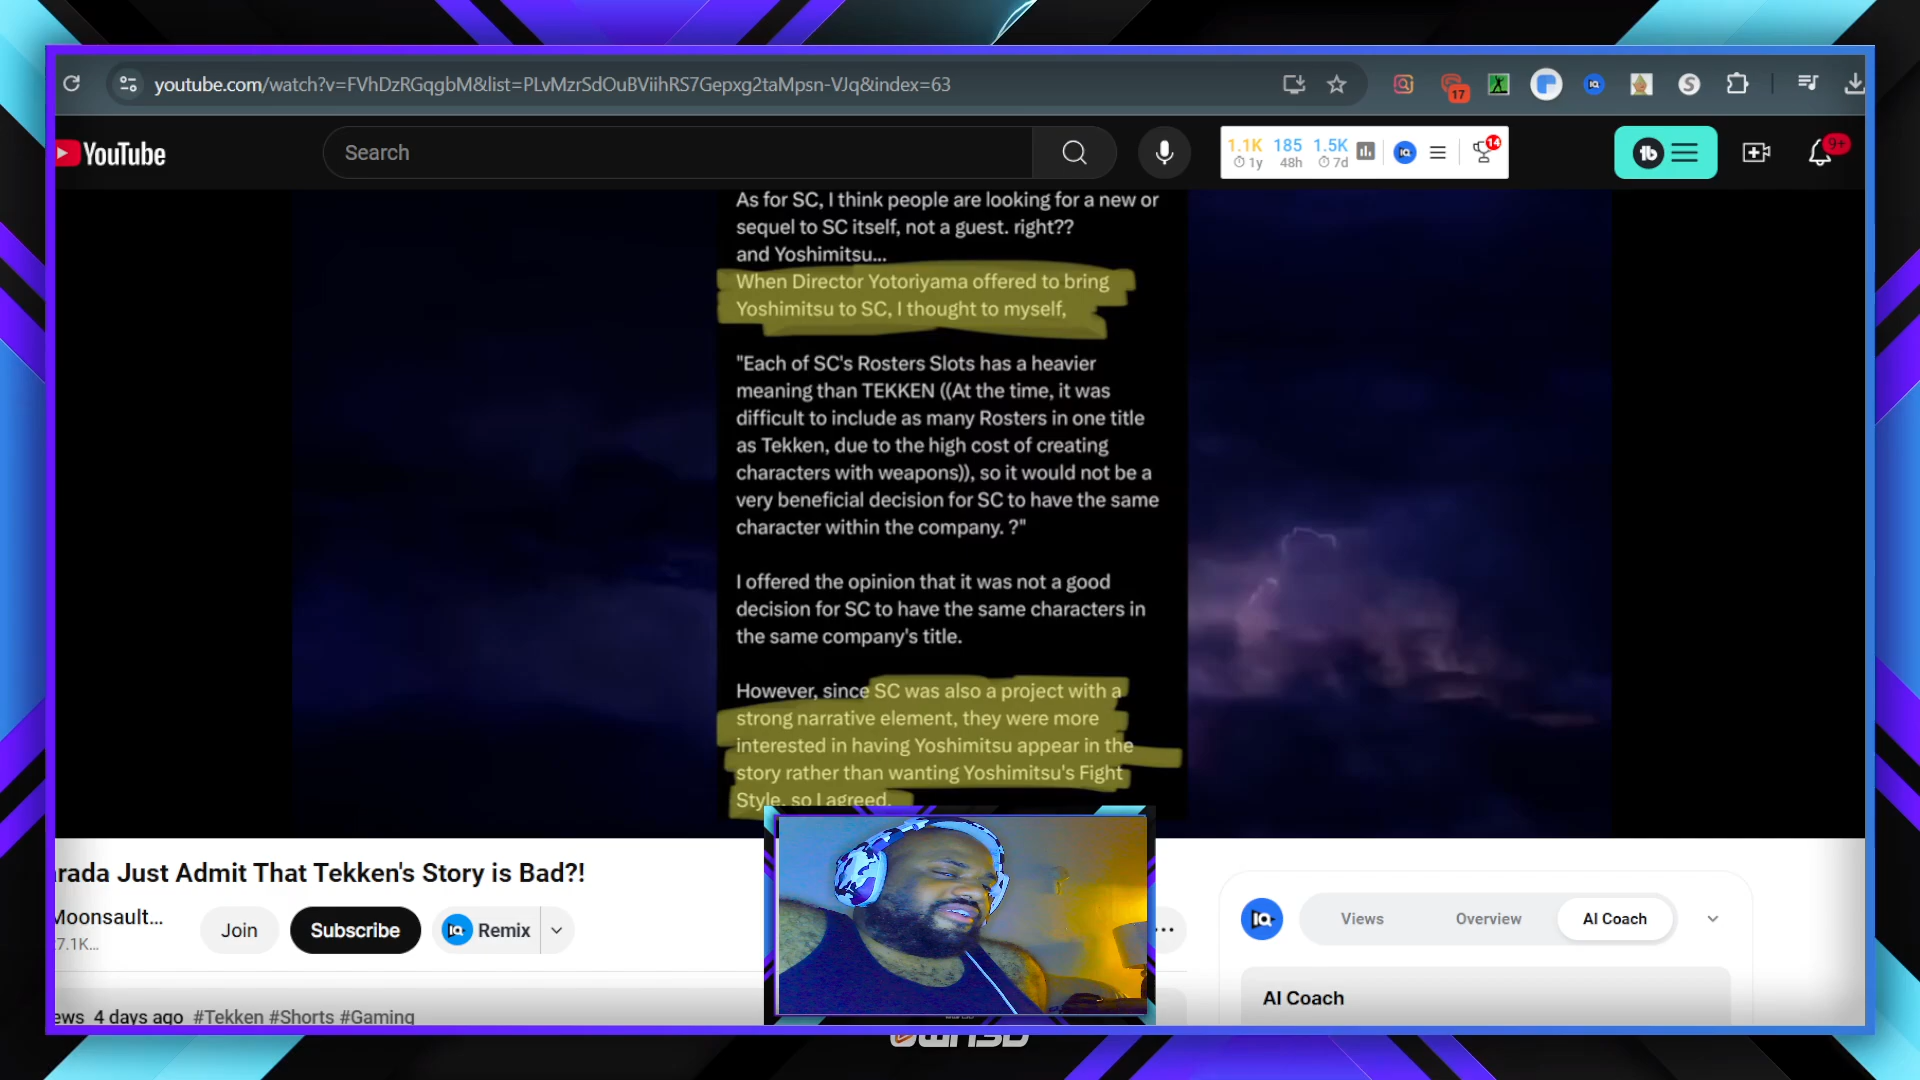 youtube.com/watch?v=FVhDzRGqgbM&list=PLvMzrSdOuBViihRS7Gepxg2taMpsn-VJq&index=63
17
YouTube
Search
1.1K 185 1.5K
1y 48h 7d
14
9+
As for SC, I think people are looking for a new or
sequel to SC itself, not a guest. right??
and Yoshimitsu...
When Director Yotoriyama offered to bring
Yoshimitsu to SC, I thought to myself,
"Each of SC's Rosters Slots has a heavier
meaning than TEKKEN ((At the time, it was
difficult to include as many Rosters in one title
as Tekken, due to the high cost of creating
characters with weapons)), so it would not be a
very beneficial decision for SC to have the same
character within the company. ?"
I offered the opinion that it was not a good
decision for SC to have the same characters in
the same company's title.
However, since SC was also a project with a
strong narrative element, they were more
interested in having Yoshimitsu appear in the
story rather than wanting Yoshimitsu's Fight
Style, so I agreed.
rada Just Admit That Tekken's Story is Bad?!
Moonsault...
7.1K...
Join
Subscribe
Remix
Views
Overview
AI Coach
AI Coach
ews 4 days ago #Tekken #Shorts #Gaming